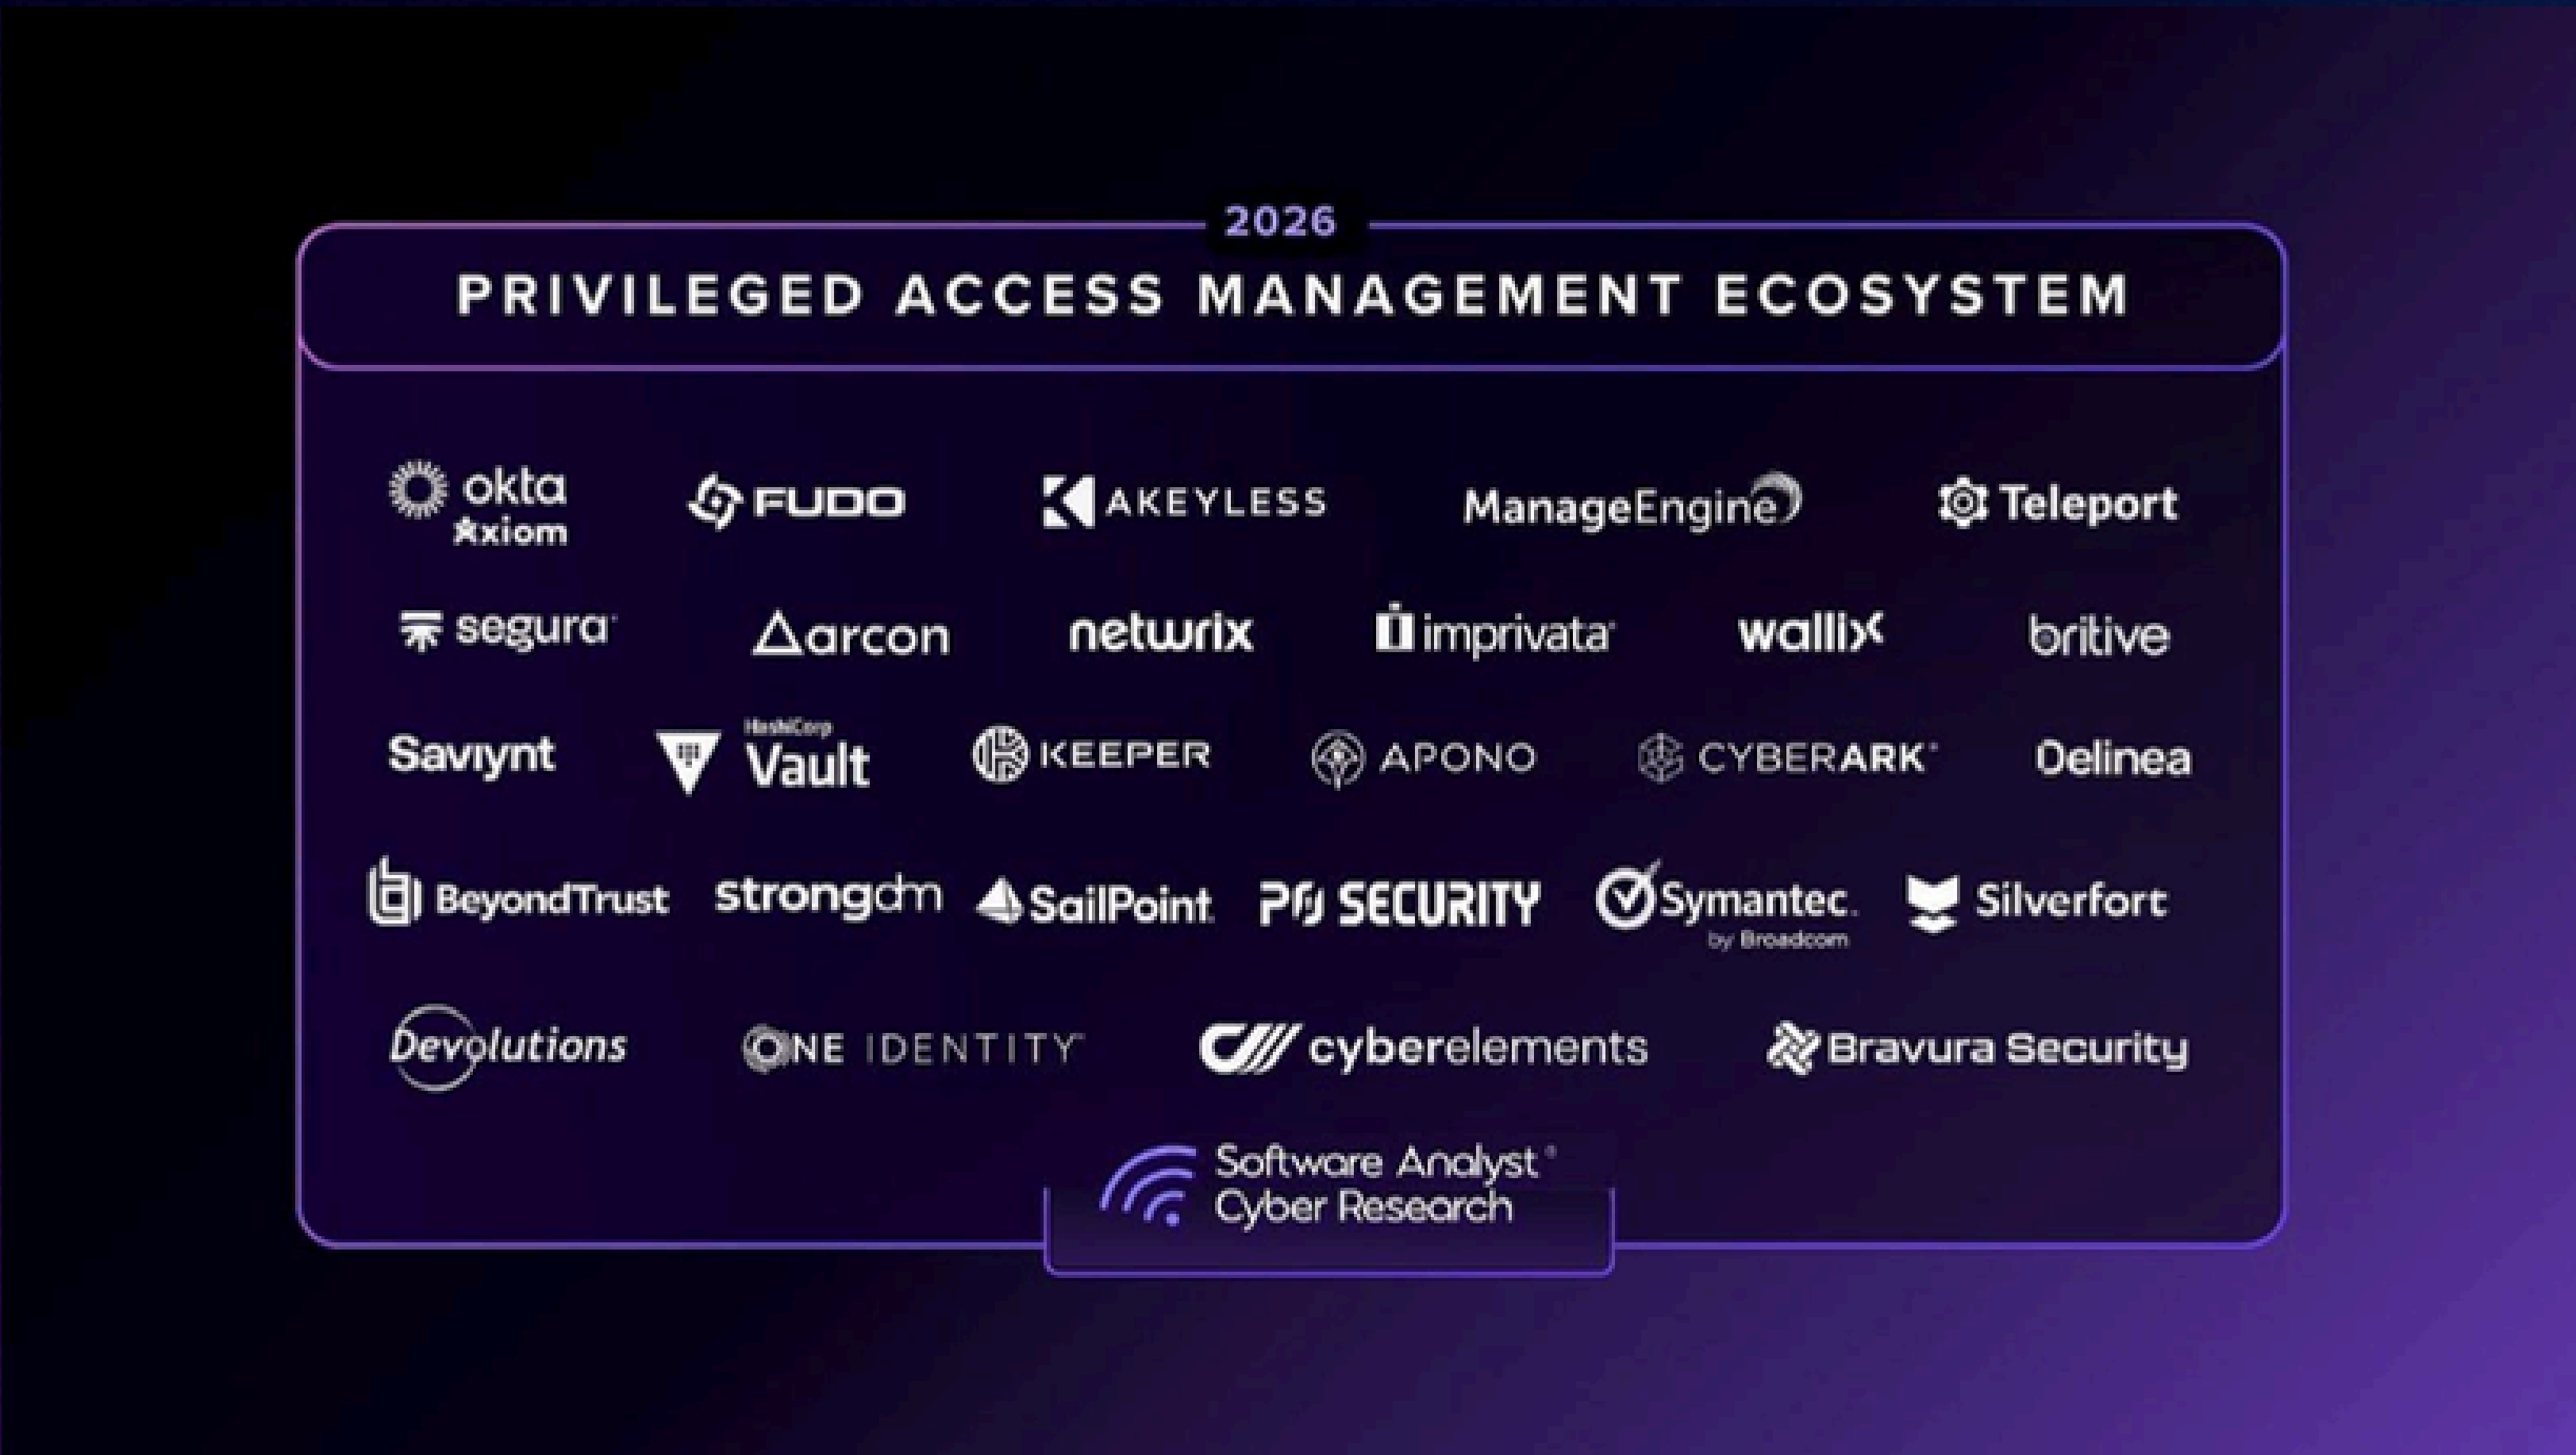 2026
PRIVILEGED ACCESS MANAGEMENT ECOSYSTEM
okta
Axiom
FUDO
AKEYLESS
ManageEngine
Teleport
segura
arcon
netwrix
imprivata
wallix
britive
Saviynt
HashiCorp
Vault
KEEPER
APONO
CYBERARK®
Delinea
BeyondTrust
strongdm
SailPoint
P0 SECURITY
Symantec.
by Broadcom
Silverfort
Devolutions
ONE IDENTITY
cyberelements
Bravura Security
Software Analyst
Cyber Research